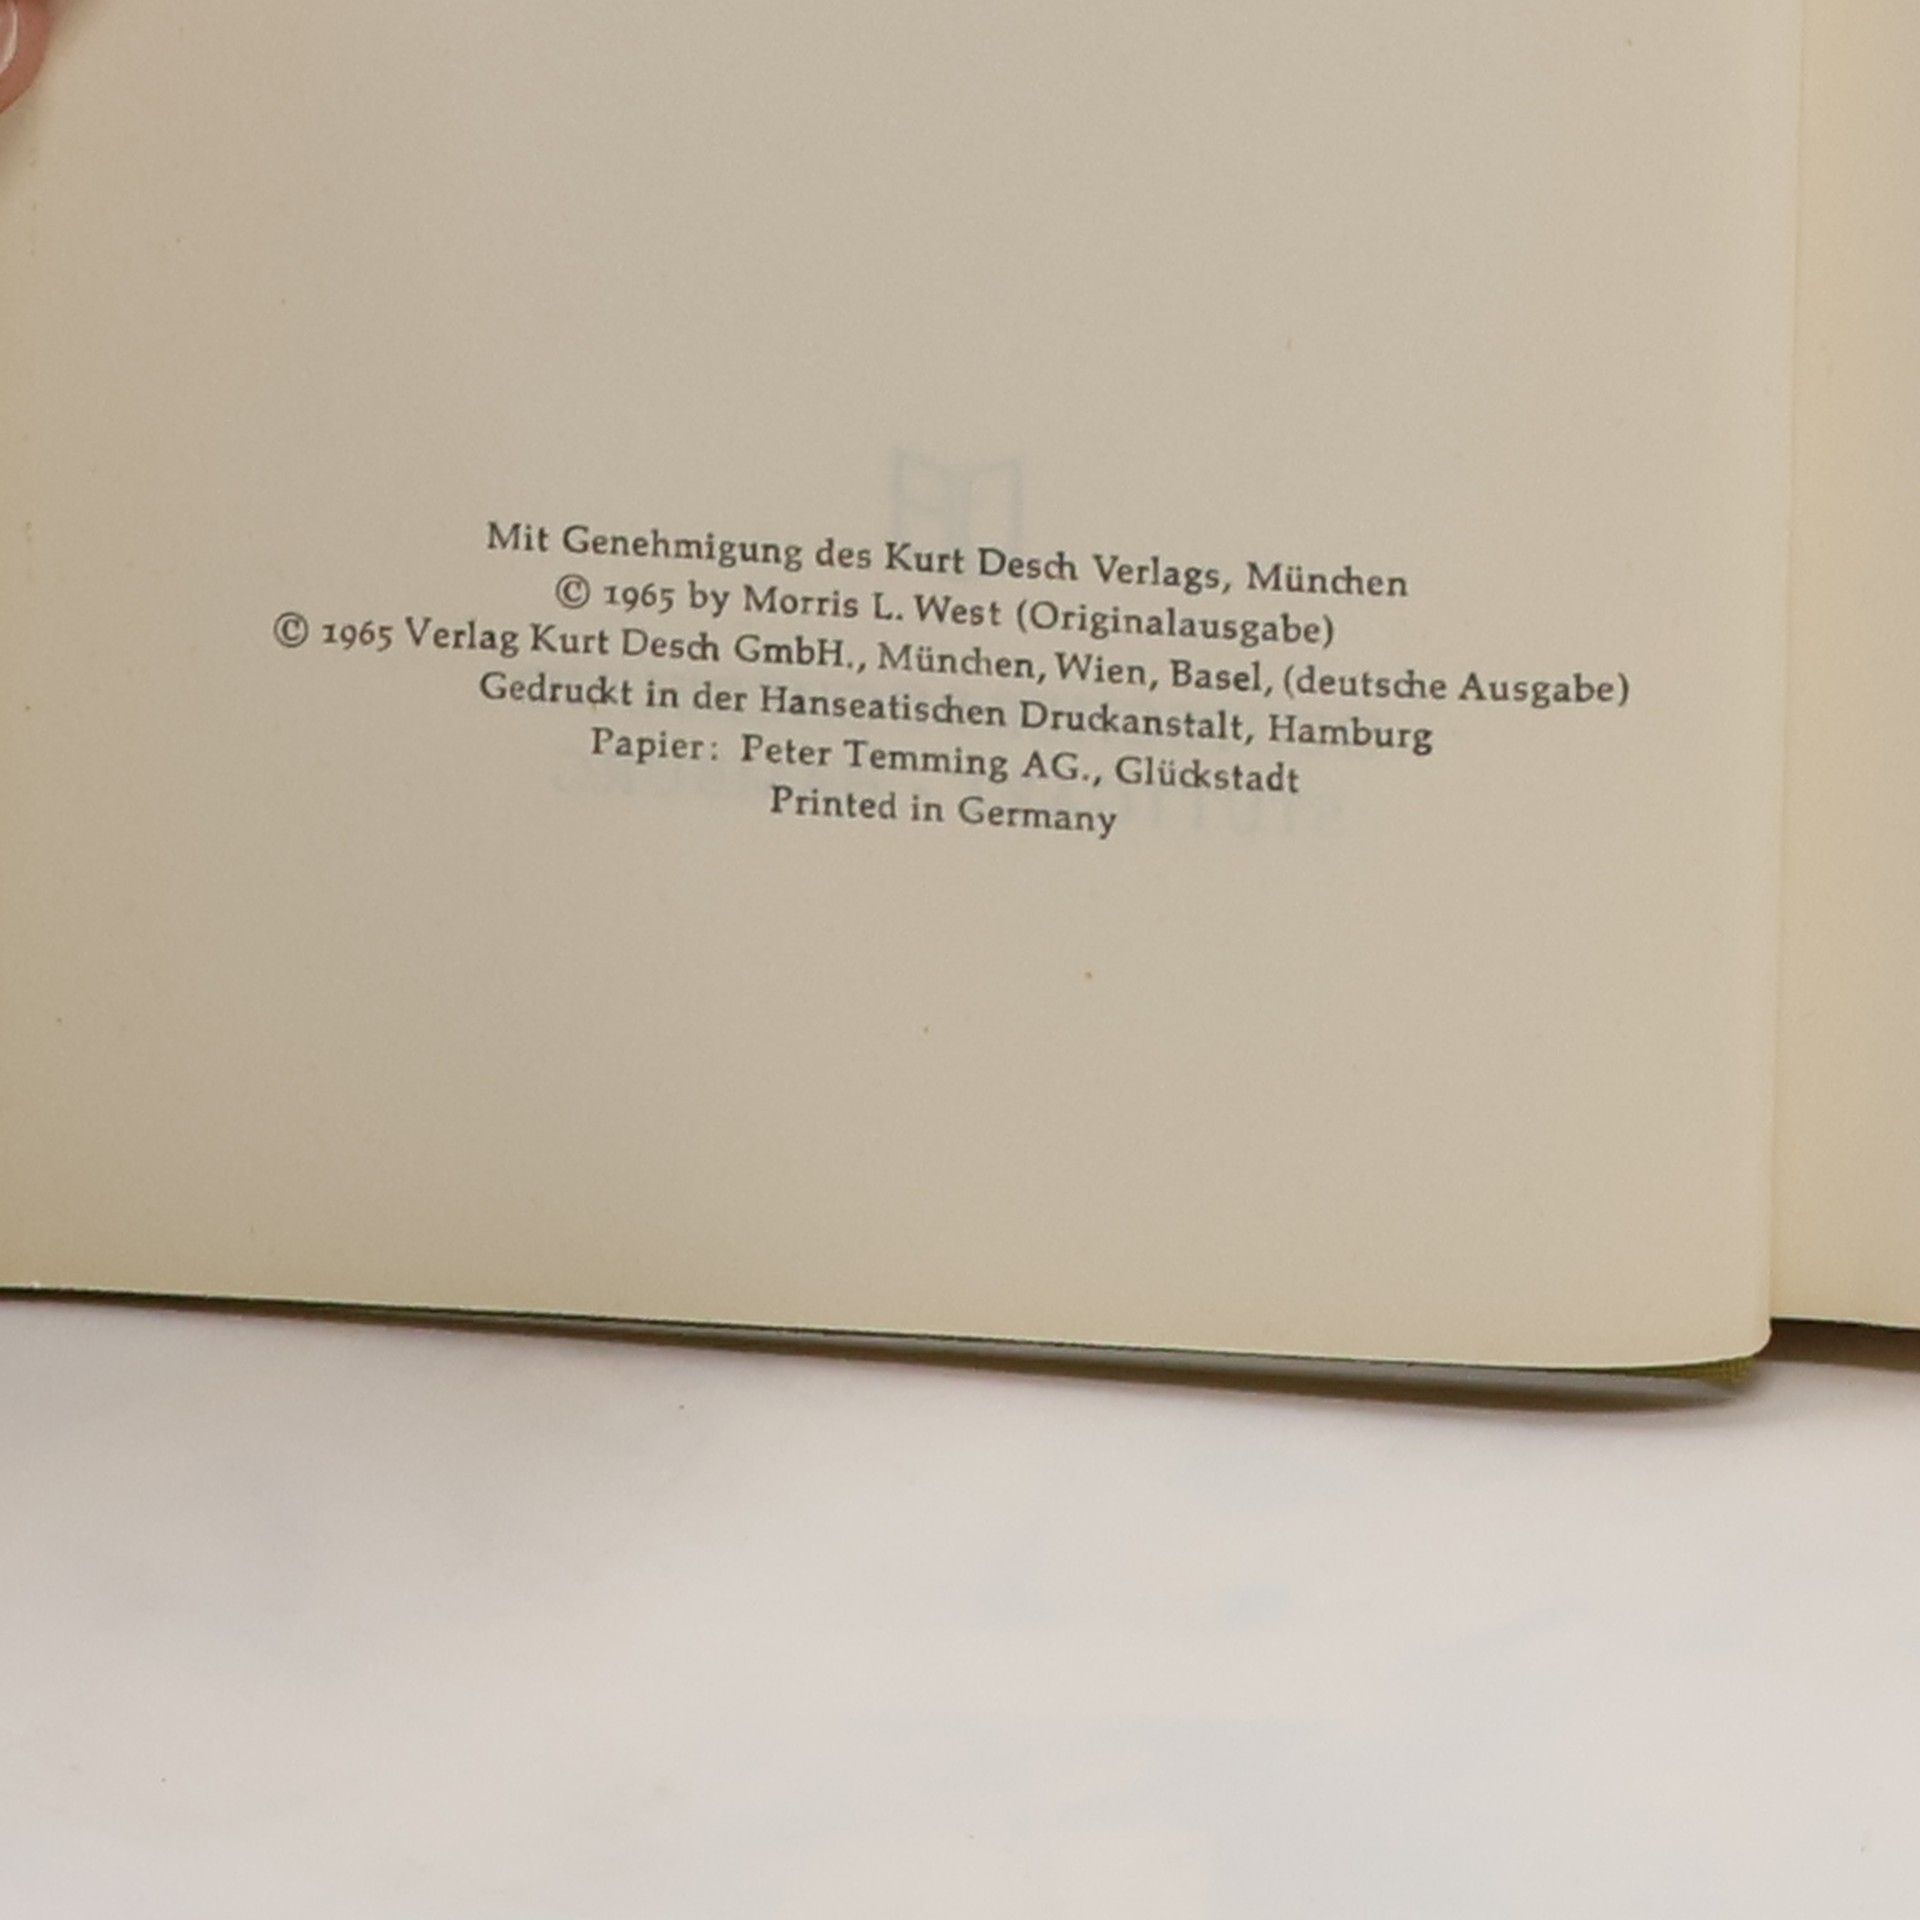 Mit Genehmigung des Kurt Desch Verlags, München
© 1965 by Morris L. West (Originalausgabe)
© 1965 Verlag Kurt Desch GmbH., München, Wien, Basel, (deutsche Ausgabe)
Gedruckt in der Hanseatischen Druckanstalt, Hamburg
Papier: Peter Temming AG., Glückstadt
Printed in Germany